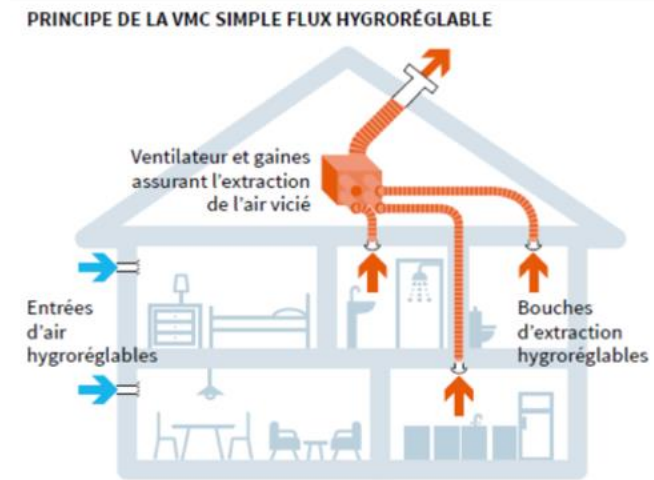 PRINCIPE DE LA VMC SIMPLE FLUX HYGRORÉGLABLE
Ventilateur et gaines
assurant l'extraction
de l'air vicié
Entrées
d'air
hygroréglables
Bouches
d'extraction
hygroréglables